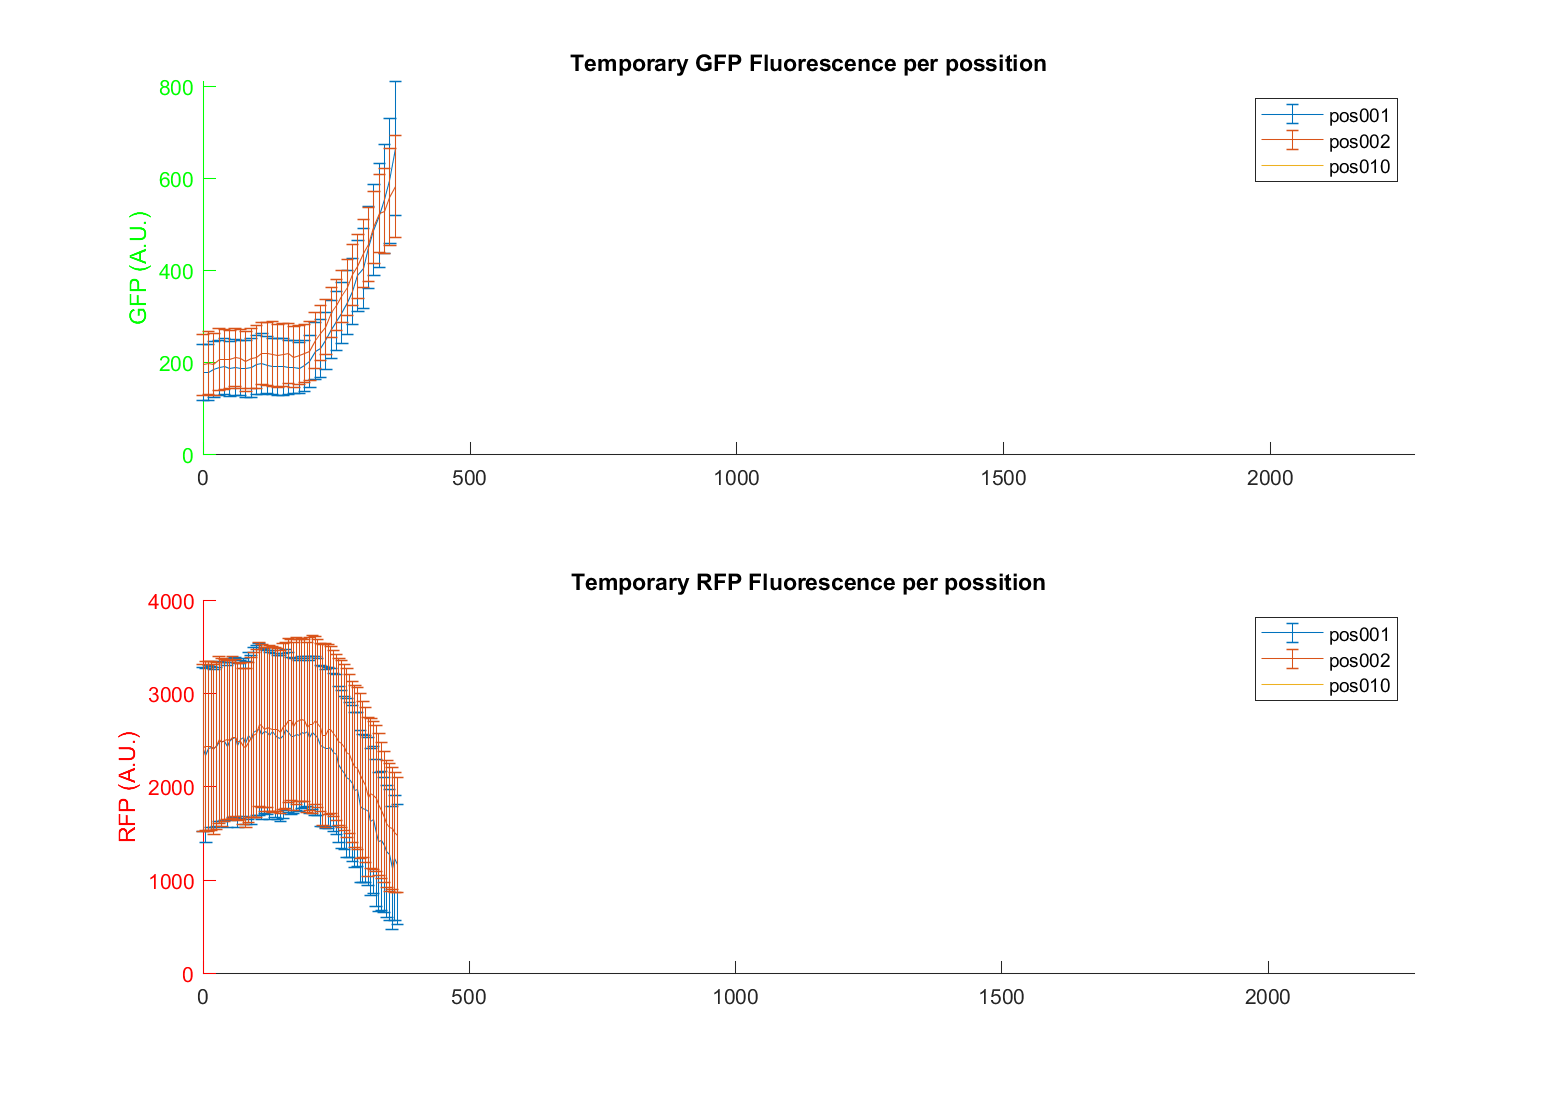 Temporary GFP Fluorescence per possition
800
600
400
200
0
GFP (A.U.)
0 500 1000 1500 2000
pos001
pos002
pos010
Temporary RFP Fluorescence per possition
4000
3000
2000
1000
0
RFP (A.U.)
0 500 1000 1500 2000
pos001
pos002
pos010